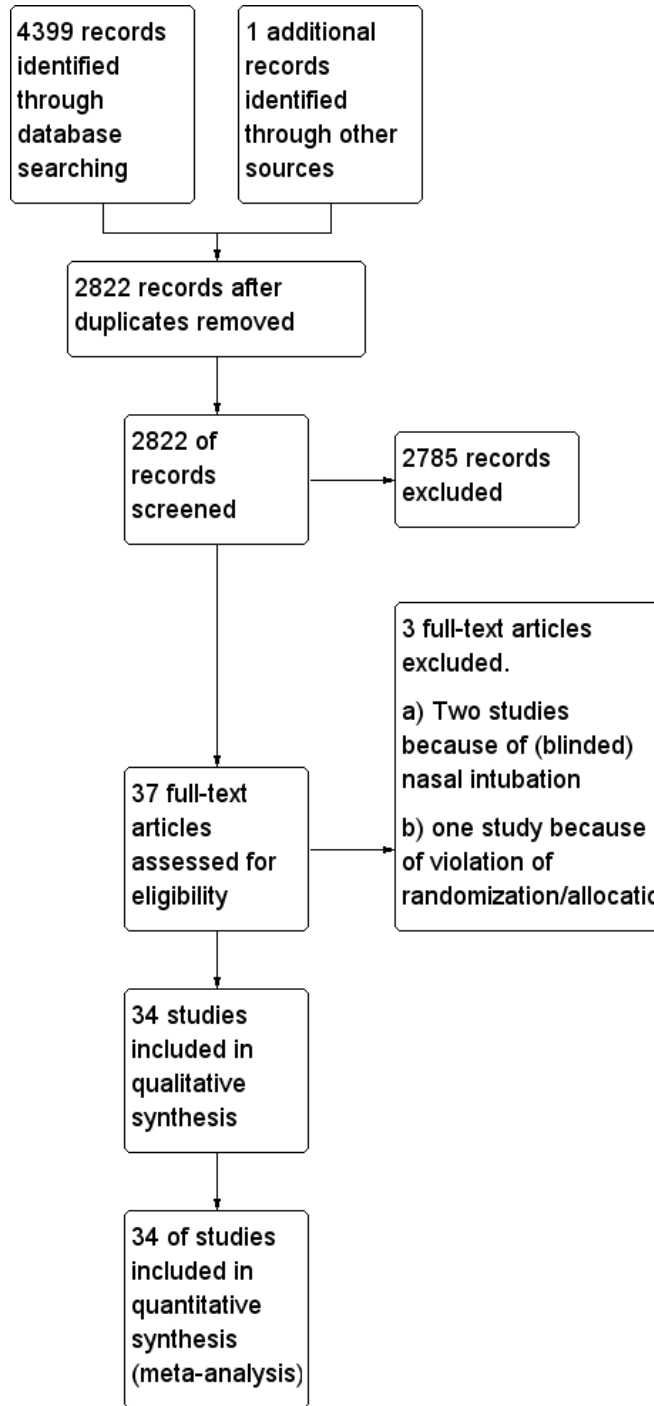 4399 records
identified
through
database
searching
1 additional
records
identified
through other
sources
2822 records after
duplicates removed
2822 of
records
screened
2785 records
excluded
3 full-text articles
excluded.
a) Two studies
because of (blinded)
nasal intubation
b) one study because
of violation of
randomization/allocatio
37 full-text
articles
assessed for
eligibility
34 studies
included in
qualitative
synthesis
34 of studies
included in
quantitative
synthesis
(meta-analysis)